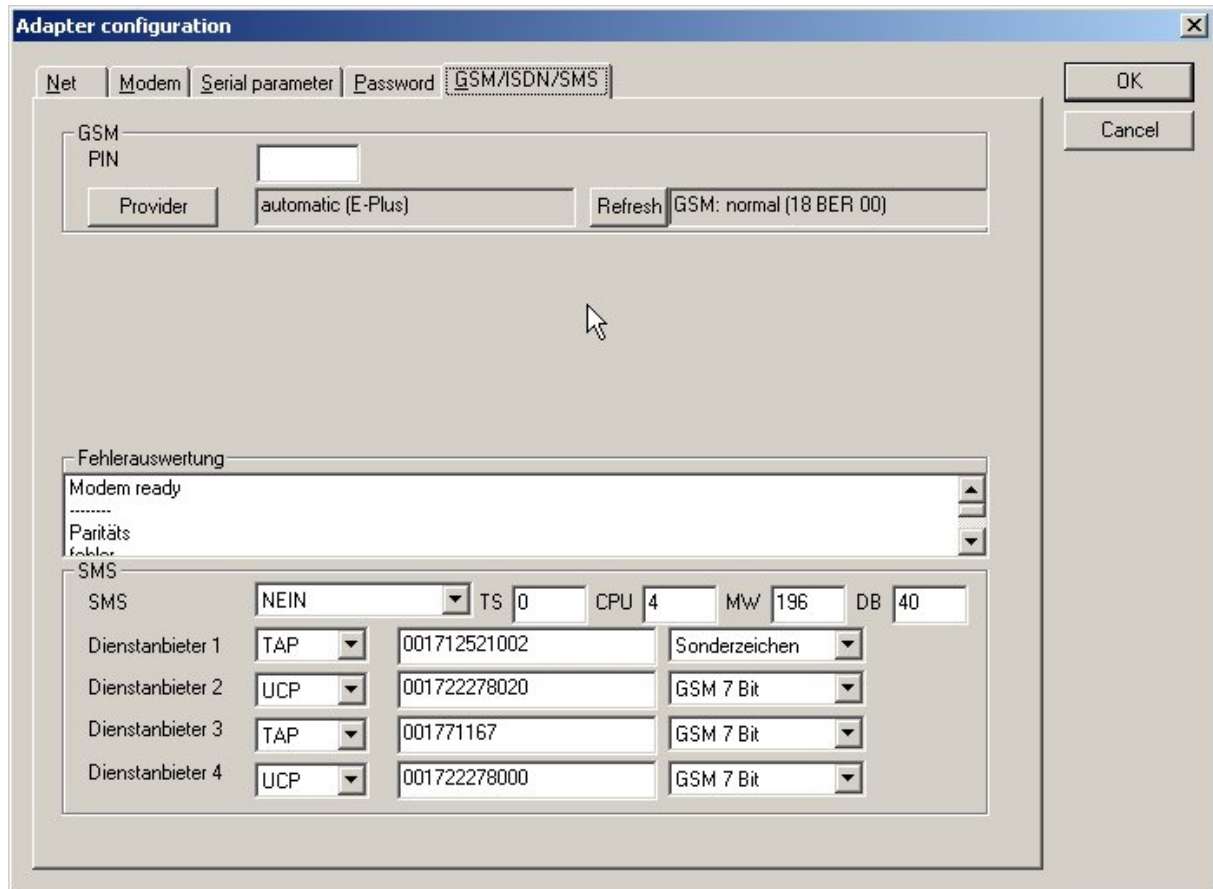 Adapter configuration
Net Modem Serial parameter Password GSM/ISDN/SMS
OK
Cancel
GSM
PIN
Provider automatic (E-Plus) Refresh GSM: normal (18 BER 00)
Fehlerauswertung
Modem ready
--------
Paritäts
fehler
SMS
SMS NEIN TS 0 CPU 4 MW 196 DB 40
Dienstanbieter 1 TAP 001712521002 Sonderzeichen
Dienstanbieter 2 UCP 001722278020 GSM 7 Bit
Dienstanbieter 3 TAP 001771167 GSM 7 Bit
Dienstanbieter 4 UCP 001722278000 GSM 7 Bit